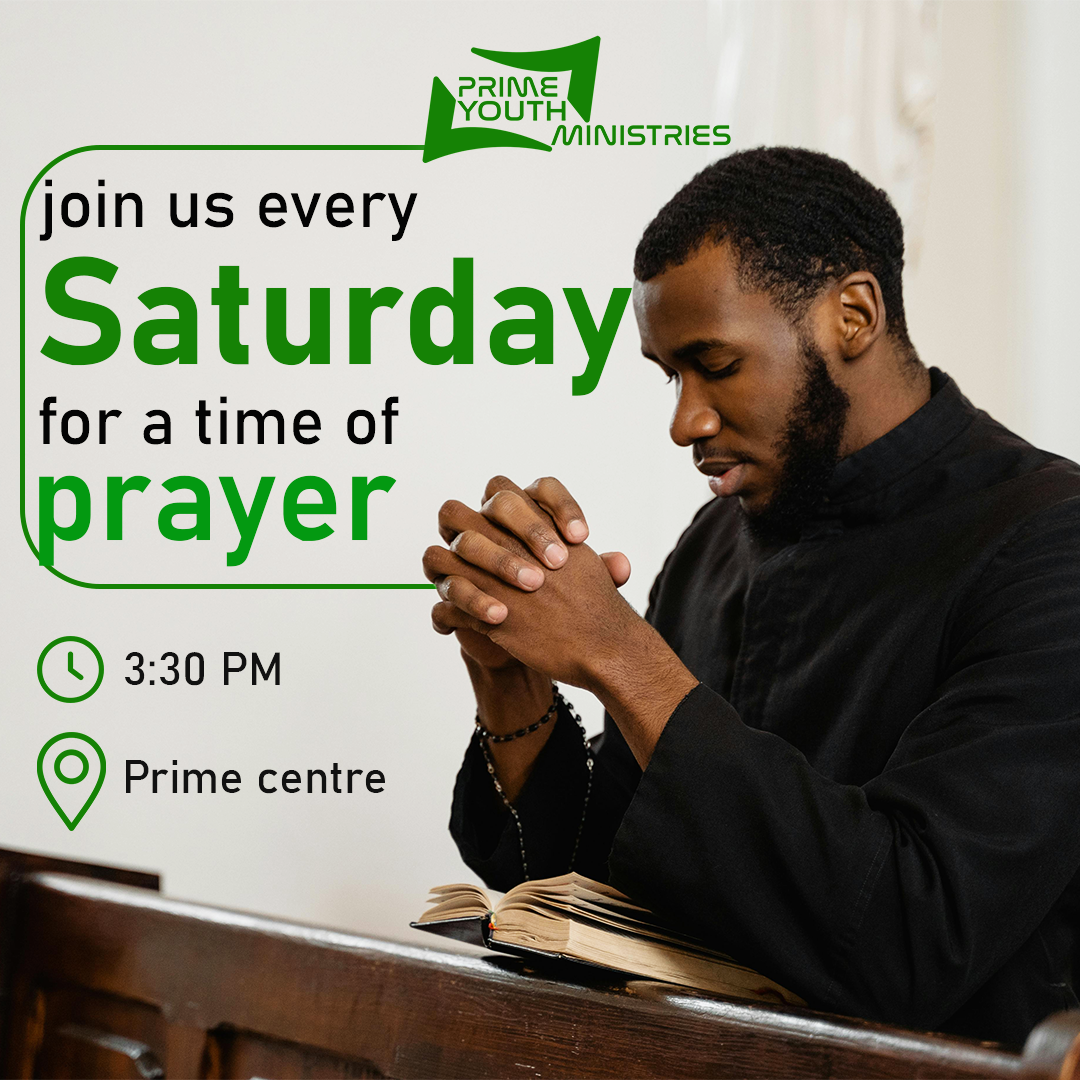 PRIME
YOUTH
MINISTRIES
join us every
Saturday
for a time of
prayer
3:30 PM
Prime centre